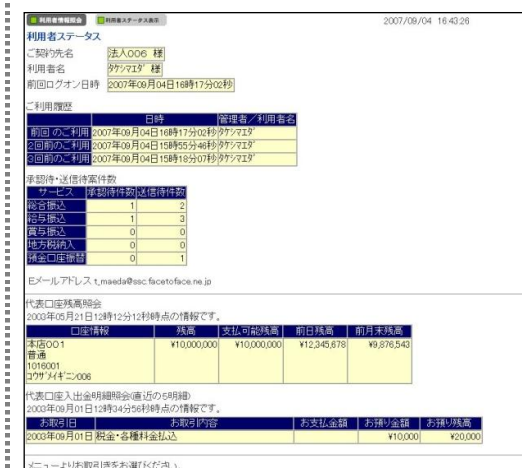 利用者情報照会 利用者ステータス表示 2007/09/04 16:43:26
利用者ステータス
ご契約先名 法人006 様
利用者名 タケシマエダ 様
前回ログオン日時 2007年09月04日16時17分02秒
ご利用履歴
日時 管理者/利用者名
前回 のご利用 2007年09月04日16時17分02秒 タケシマエダ
2回前のご利用 2007年09月04日15時55分46秒 タケシマエダ
3回前のご利用 2007年09月04日15時18分07秒 タケシマエダ
承認待・送信待案件数
サービス 承認待件数 送信待件数
総合振込 1 2
給与振込 1 3
賞与振込 0 0
地方税納入 0 0
預金口座振替 0 1
Eメールアドレス t_maeda@ssc.facetoface.ne.jp
代表口座残高照会
2003年05月21日12時12分12秒時点の情報です。
口座情報 残高 支払可能残高 前日残高 前月末残高
本店001 ¥10,000,000 ¥10,000,000 ¥12,345,678 ¥9,876,543
普通
1016001
コウザメイギニン006
代表口座入出金明細照会(直近の5明細)
2003年09月01日12時34分56秒時点の情報です。
お取引日 お取引内容 お支払金額 お預り金額 お預り残高
2003年09月01日 税金・各種料金払込 ¥10,000 ¥20,000
メニューよりお取引きをお選びください。